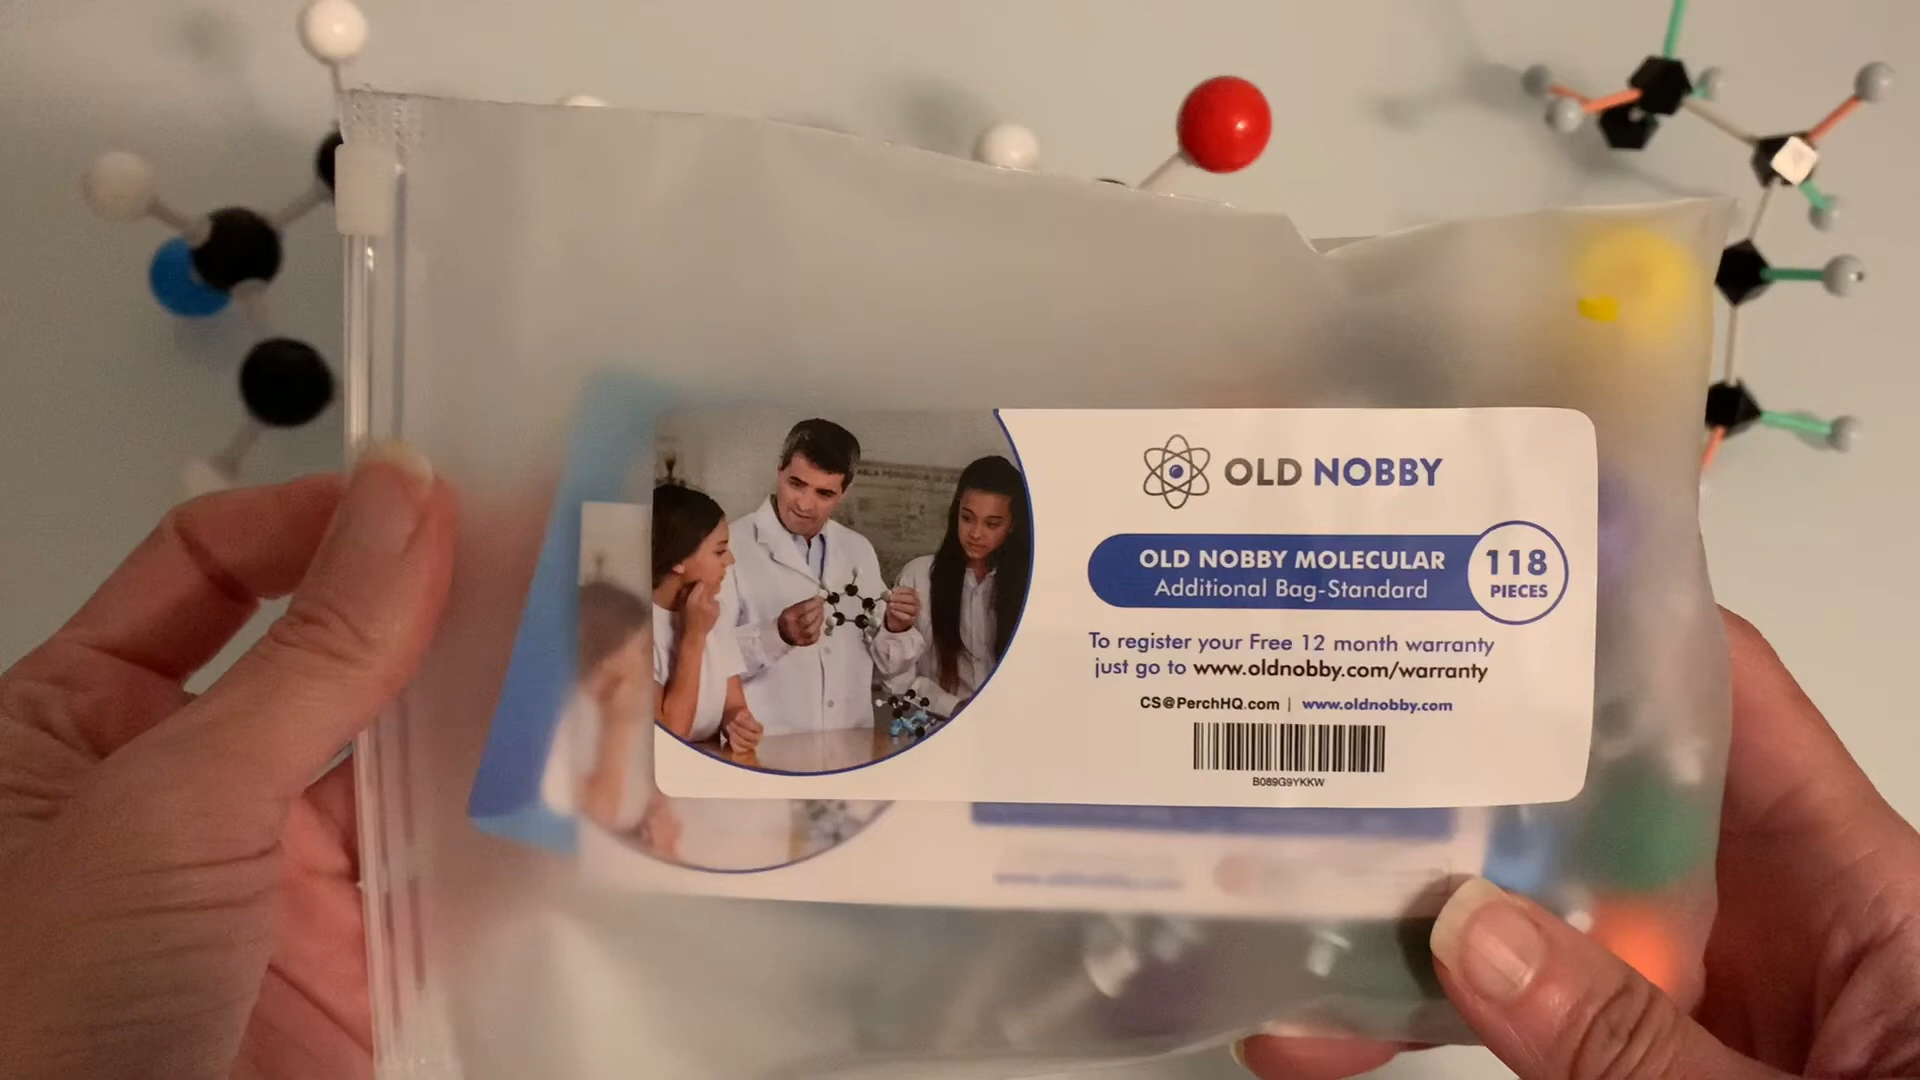 OLD NOBBY
OLD NOBBY MOLECULAR
Additional Bag-Standard
118
PIECES
To register your Free 12 month warranty
just go to www.oldnobby.com/warranty
CS@PerchHQ.com | www.oldnobby.com
B089G9YKKW